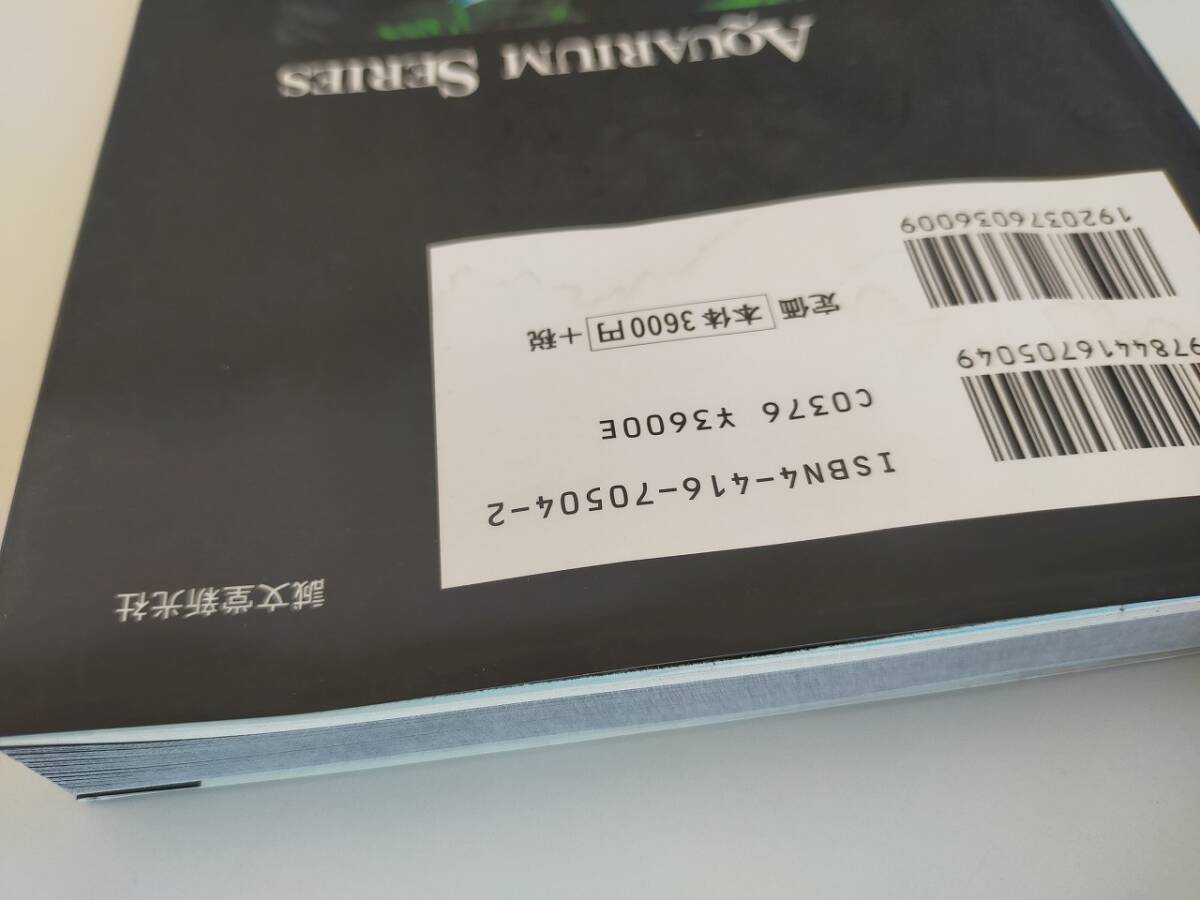 AQUARIUM SERIES
1920376036009
9784416705049
定価 本体3600円 +税
C0376 ¥3600E
ISBN4-416-70504-2
誠文堂新光社